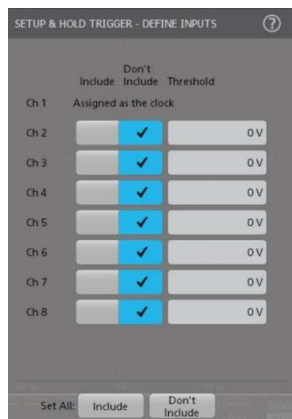 SETUP & HOLD TRIGGER - DEFINE INPUTS ?
Don't
Include Include Threshold
Ch 1 Assigned as the clock
Ch 2 0 V
Ch 3 0 V
Ch 4 0 V
Ch 5 0 V
Ch 6 0 V
Ch 7 0 V
Ch 8 0 V
Set All: Include Don't
Include